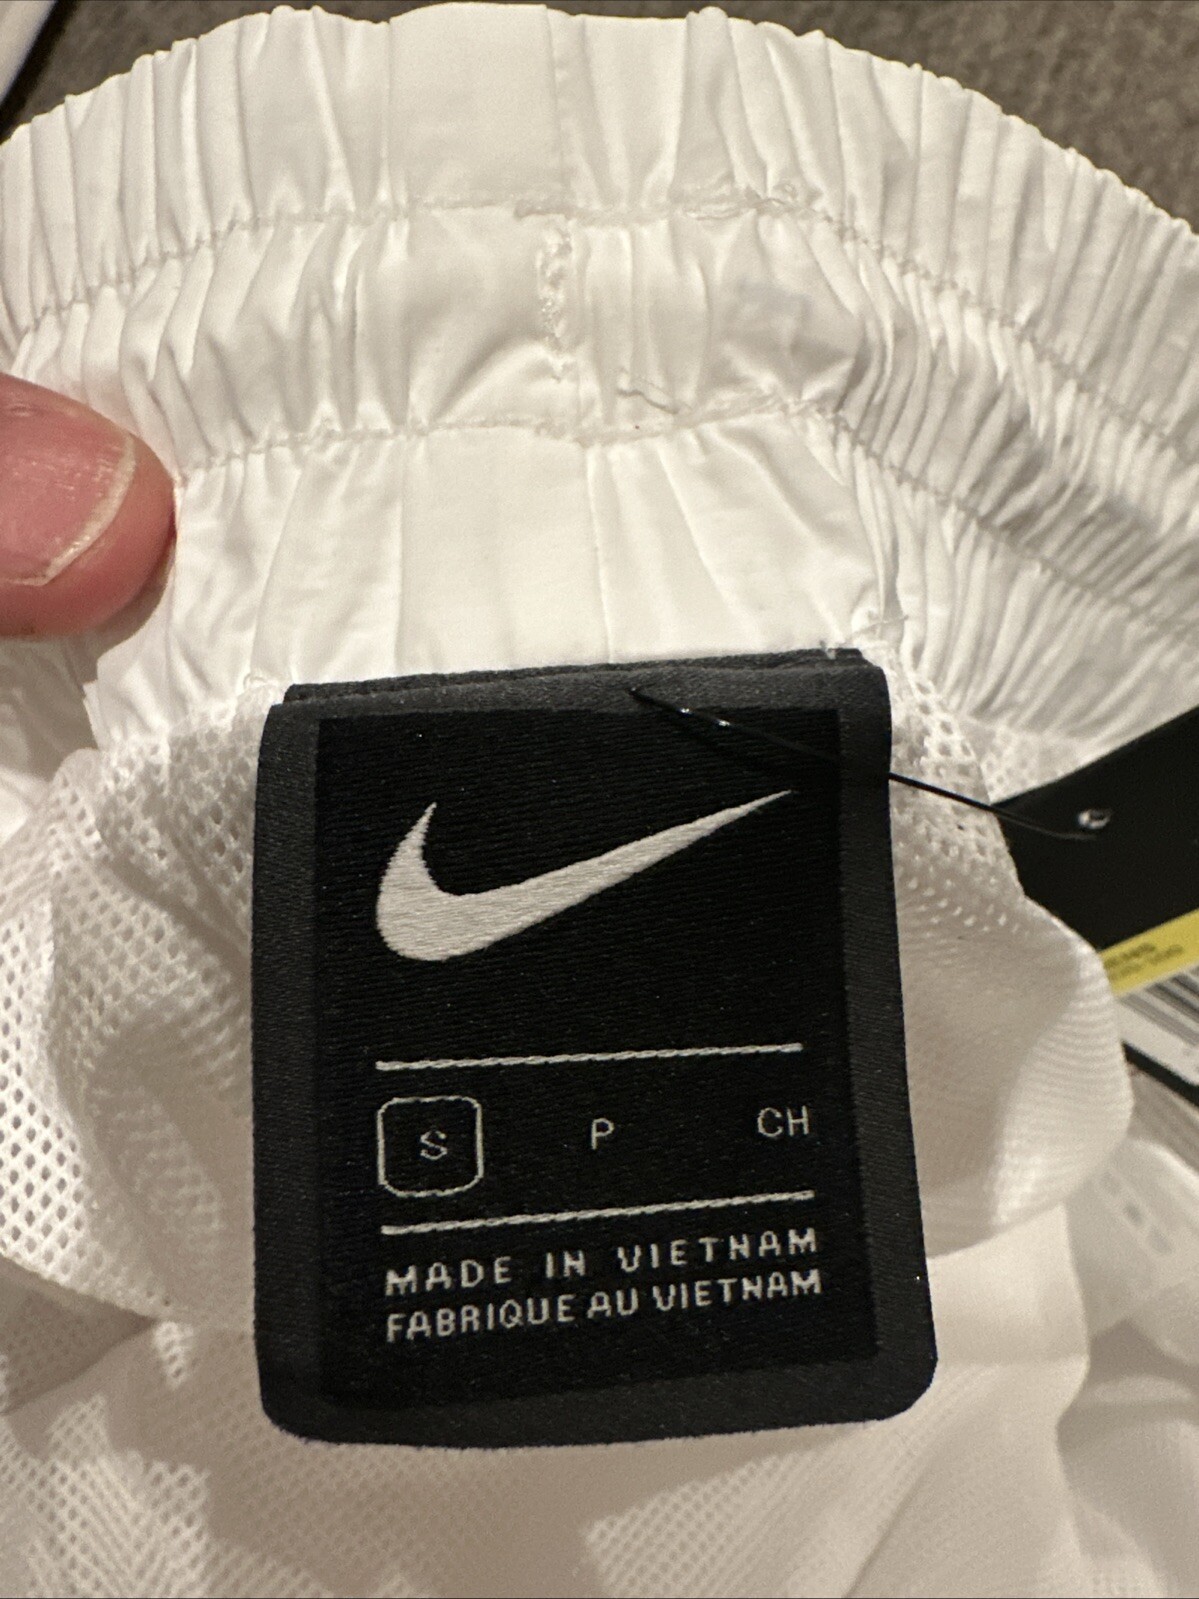 S P CH
MADE IN VIETNAM
FABRIQUE AU VIETNAM